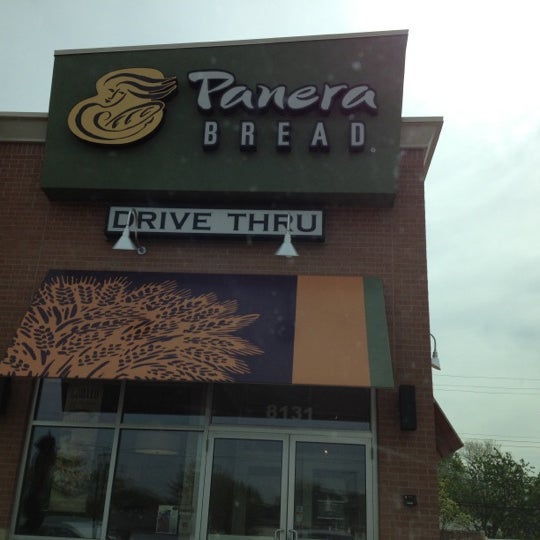 Panera
BREAD
DRIVE THRU
8131